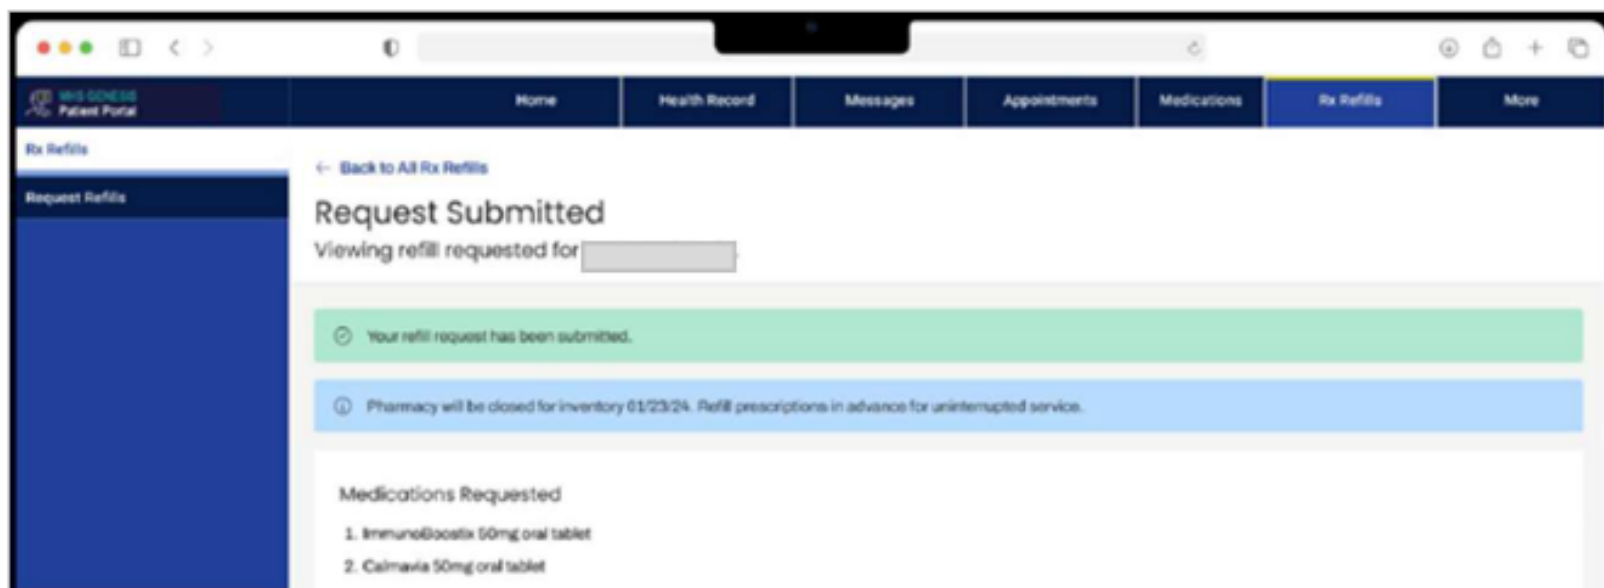 MHS GENESIS
Patient Portal
Home
Health Record
Messages
Appointments
Medications
Rx Refills
More
Rx Refills
Request Refills
← Back to All Rx Refills
Request Submitted
Viewing refill requested for
Your refill request has been submitted.
Pharmacy will be closed for inventory 01/23/24. Refill prescriptions in advance for uninterrupted service.
Medications Requested
1. ImmunoBoostix 50mg oral tablet
2. Calmavia 50mg oral tablet